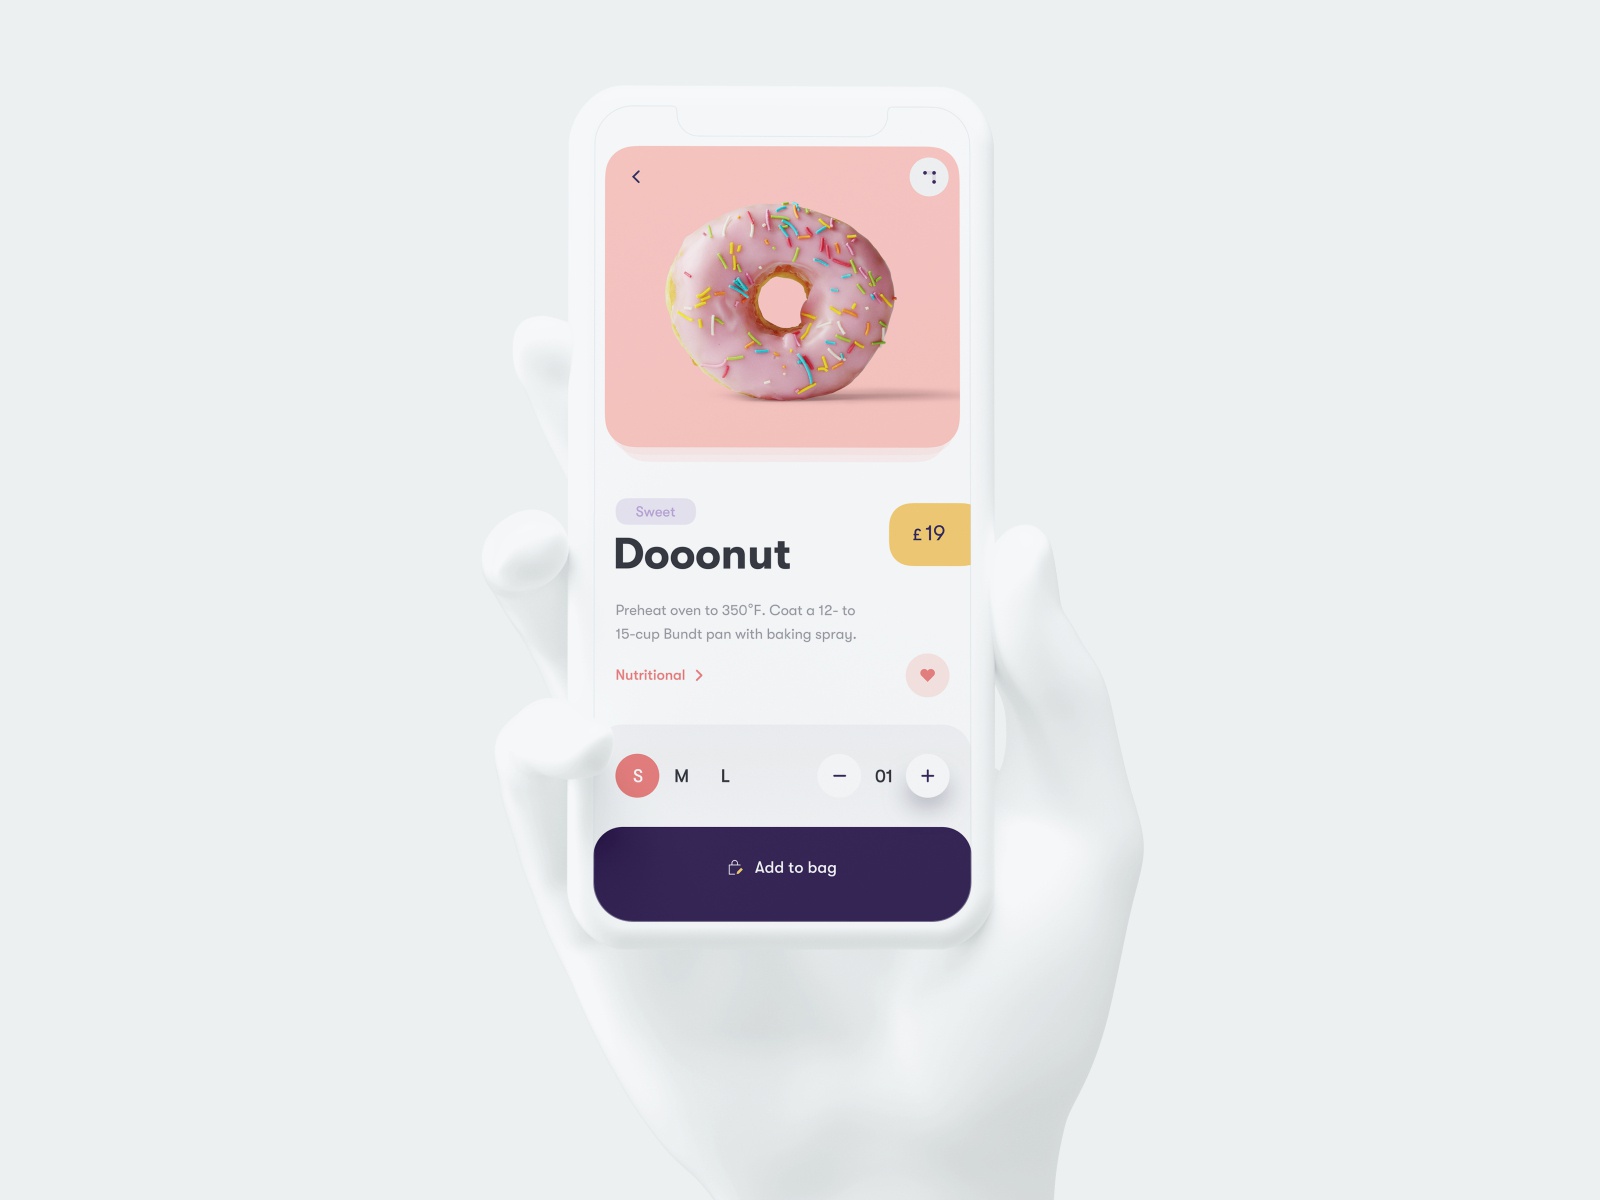 Sweet
Dooonut
£19
Preheat oven to 350°F. Coat a 12- to
15-cup Bundt pan with baking spray.
Nutritional
S M L 01
Add to bag